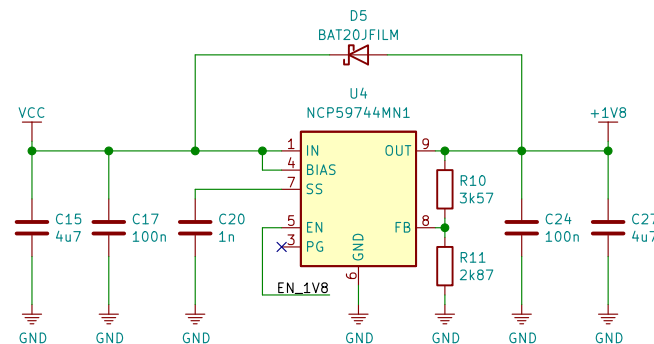 D5
BAT20JFILM
U4
NCP59744MN1
VCC
+1V8
1 IN OUT 9
4 BIAS
7 SS
R10
3k57
C15
4u7
C17
100n
C20
1n
5 EN FB 8
3 PG
GND
6
C24
100n
C27
4u7
R11
2k87
EN_1V8
GND GND GND GND GND GND GND